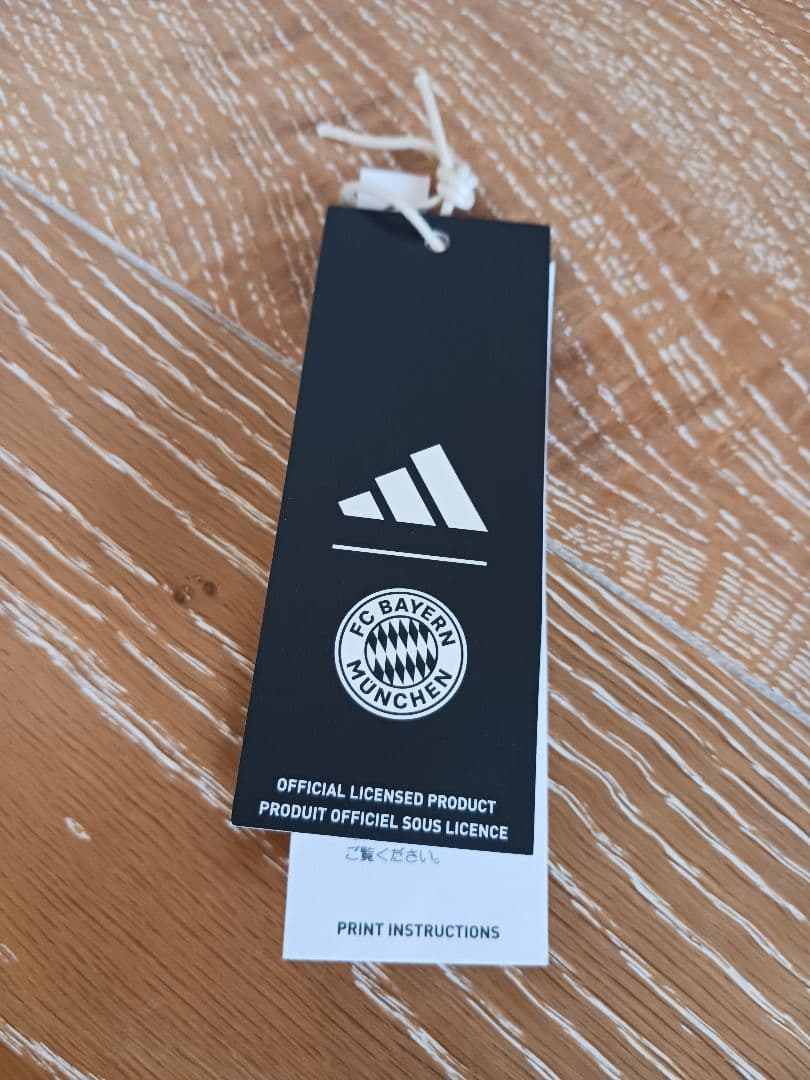 FC BAYERN
MÜNCHEN
OFFICIAL LICENSED PRODUCT
PRODUIT OFFICIEL SOUS LICENCE
ご覧ください。
PRINT INSTRUCTIONS